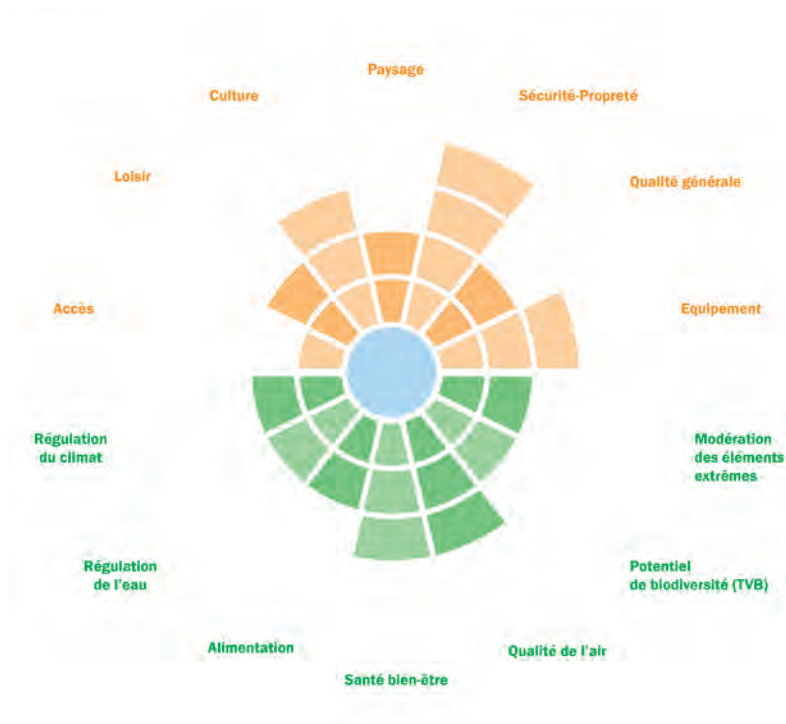 Paysage
Culture
Sécurité-Propreté
Loisir
Qualité générale
Accès
Equipement
Régulation
du climat
Modération
des éléments
extrêmes
Régulation
de l'eau
Potentiel
de biodiversité (TVB)
Alimentation
Qualité de l'air
Santé bien-être